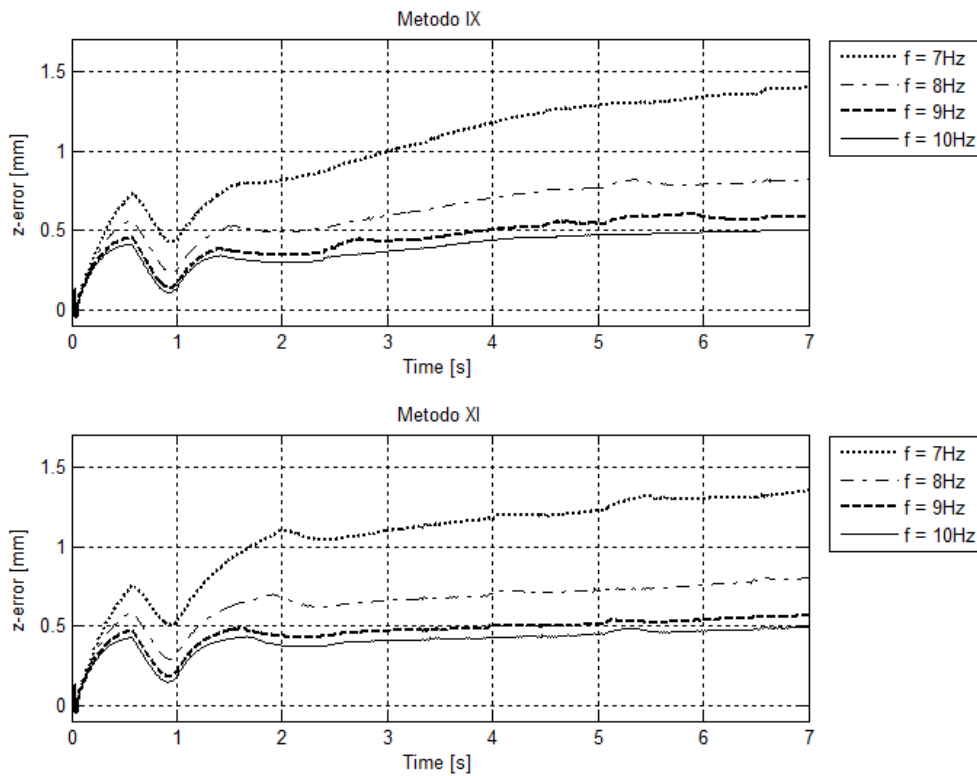 Metodo IX
z-error [mm]
1.5
1
0.5
0
0 1 2 3 4 5 6 7
Time [s]
f = 7Hz
f = 8Hz
f = 9Hz
f = 10Hz
Metodo XI
z-error [mm]
1.5
1
0.5
0
0 1 2 3 4 5 6 7
Time [s]
f = 7Hz
f = 8Hz
f = 9Hz
f = 10Hz